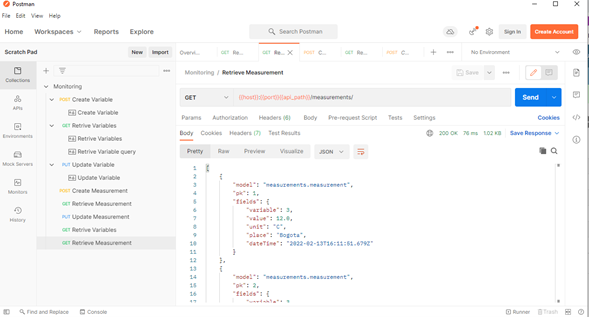 Postman
File Edit View Help
Home Workspaces Reports Explore Search Postman Sign In Create Account
Scratch Pad New Import Overvi... GET Re... GET Re... POST C... GET Re... POST C... No Environment
Collections
APIs
Environments
Mock Servers
Monitors
History
Monitoring
POST Create Variable
Create Variable
GET Retrive Variables
Retrive Variables
Retrive Variable query
PUT Update Variable
Update Variable
POST Create Measurement
GET Retrieve Measurement
PUT Update Measurement
GET Retrive Variables
GET Retrieve Measurement
Monitoring / Retrieve Measurement Save
GET {{host}}:{{port}}{{api_path}}/measurements/ Send
Params Authorization Headers (6) Body Pre-request Script Tests Settings Cookies
Body Cookies Headers (7) Test Results 200 OK 76 ms 1.02 KB Save Response
Pretty Raw Preview Visualize JSON
1 [
2 {
3 "model": "measurements.measurement",
4 "pk": 1,
5 "fields": {
6 "variable": 3,
7 "value": 12.0,
8 "unit": "C",
9 "place": "Bogota",
10 "dateTime": "2022-02-13T16:11:51.679Z"
11 }
12 },
13 {
14 "model": "measurements.measurement",
15 "pk": 2,
16 "fields": {
17 "variable": 3
Find and Replace Console Runner Trash